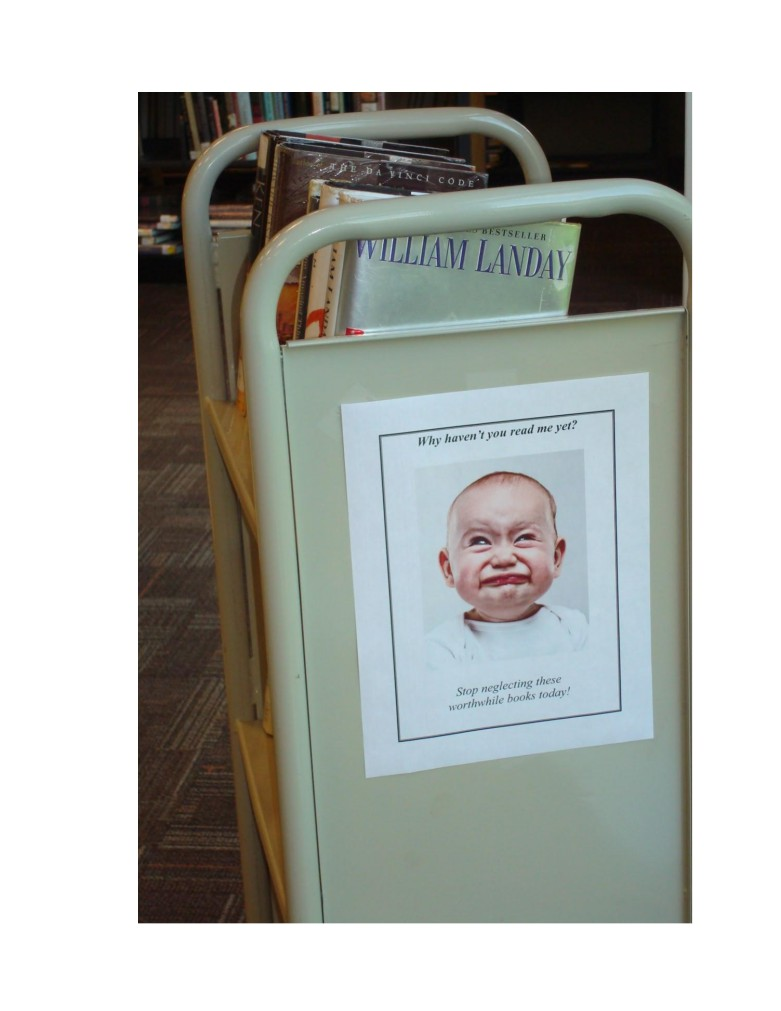 THE DA VINCI CODE
BESTSELLER
WILLIAM LANDAY
Why haven't you read me yet?
Stop neglecting these
worthwhile books today!